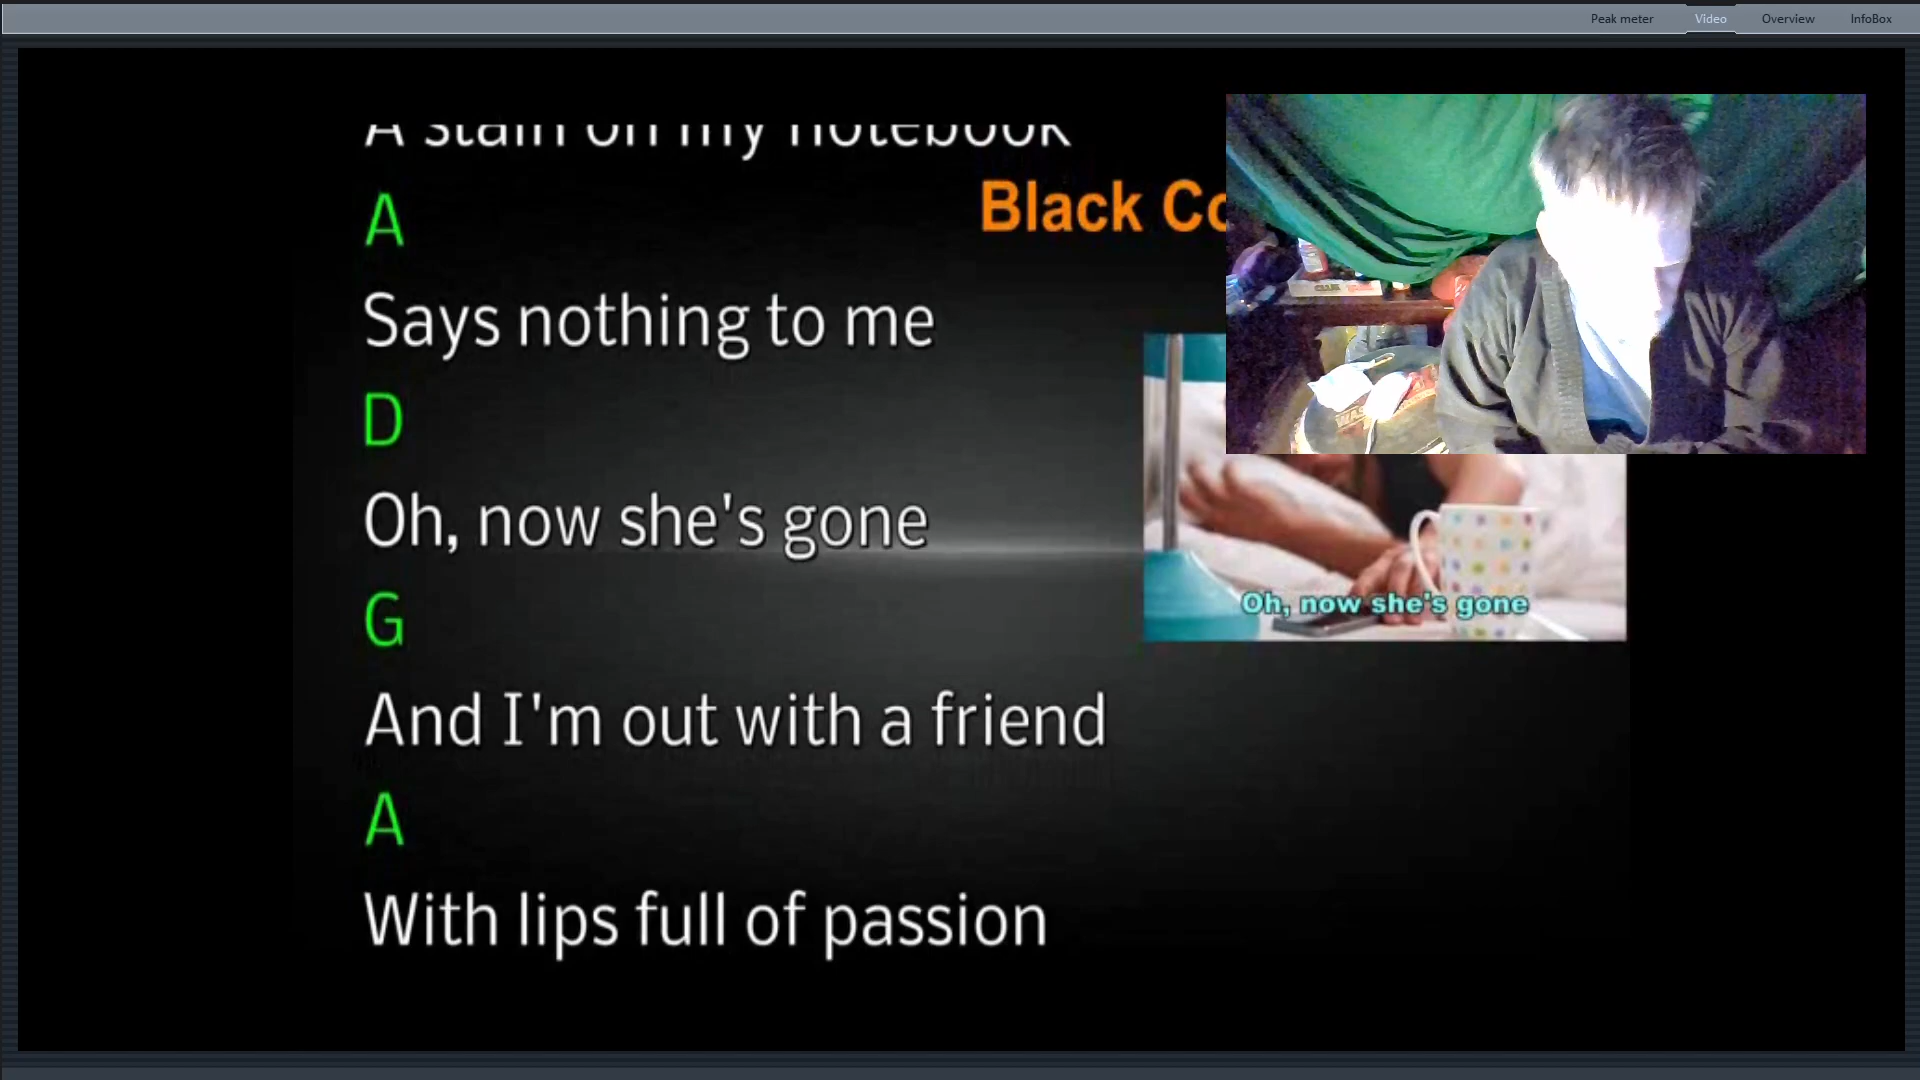 Peak meter Video Overview InfoBox
A stain on my notebook
A
Black Co
Says nothing to me
D
Oh, now she's gone
G
Oh, now she's gone
And I'm out with a friend
A
With lips full of passion